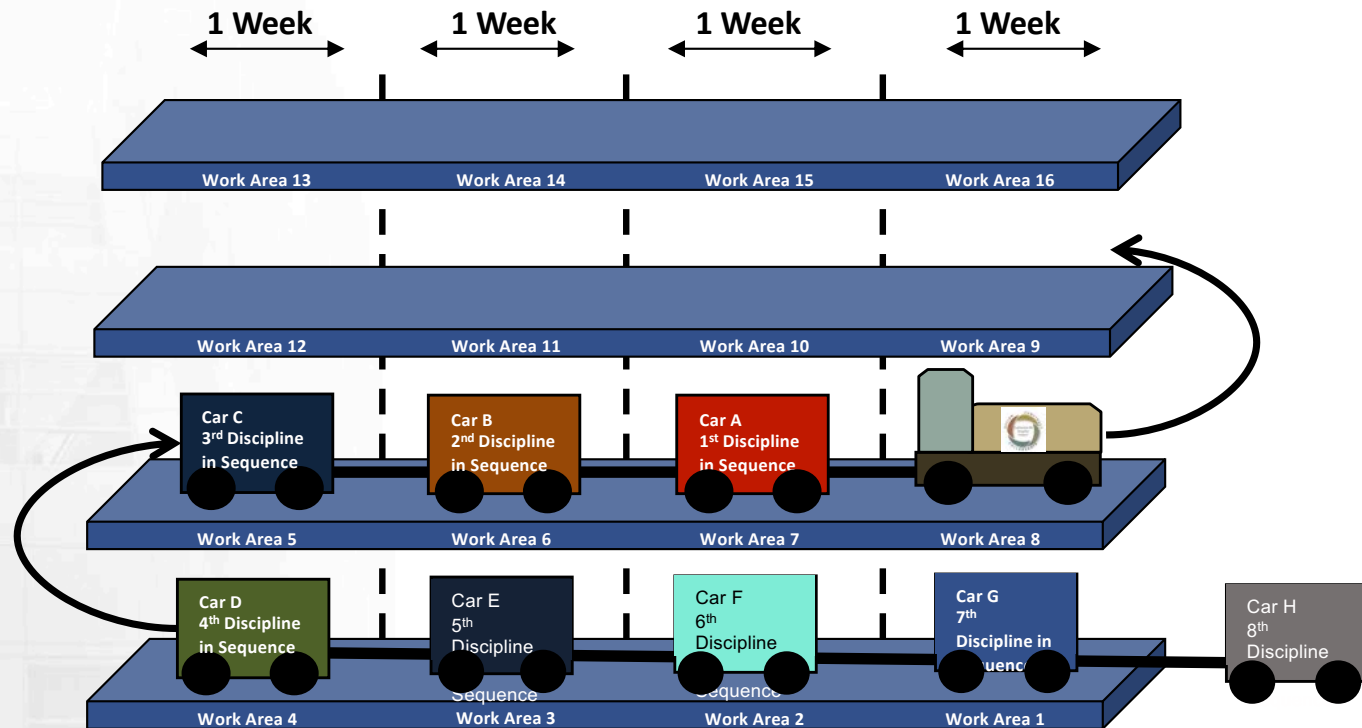 1 Week
1 Week
1 Week
1 Week
Work Area 13
Work Area 14
Work Area 15
Work Area 16
Work Area 12
Work Area 11
Work Area 10
Work Area 9
Car C
3rd Discipline
in Sequence
Car B
2nd Discipline
in Sequence
Car A
1st Discipline
in Sequence
Work Area 5
Work Area 6
Work Area 7
Work Area 8
Car D
4th Discipline
in Sequence
Car E
5th
Discipline
Sequence
Car F
6th
Discipline
Sequence
Car G
7th
Discipline in
Car H
8th
Discipline
Work Area 4
Work Area 3
Work Area 2
Work Area 1